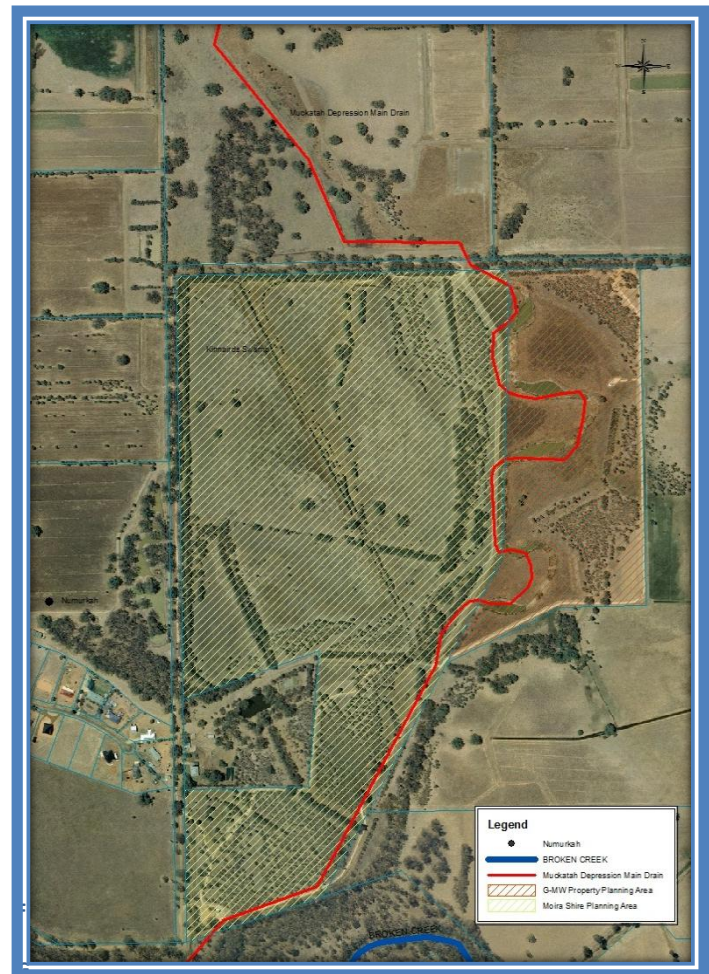 Muckatah Depression Main Drain
Kinnairds Swamp
Numurkah
BROKEN CREEK
Legend
Numurkah
BROKEN CREEK
Muckatah Depression Main Drain
G-MW Property Planning Area
Moira Shire Planning Area